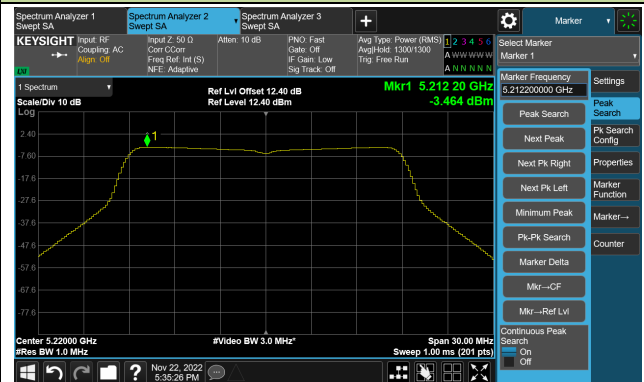 Spectrum Analyzer 1
Swept SA
Spectrum Analyzer 2
Swept SA
Spectrum Analyzer 3
Swept SA
+
Marker
KEYSIGHT
LXI
Input: RF
Coupling: AC
Align: Off
Input Z: 50 Ω
Corr CCorr
Freq Ref: Int (S)
NFE: Adaptive
Atten: 10 dB
PNO: Fast
Gate: Off
IF Gain: Low
Sig Track: Off
Avg Type: Power (RMS)
Avg|Hold: 1300/1300
Trig: Free Run
1 2 3 4 5 6
A W W W W W
A N N N N N
Select Marker
Marker 1
1 Spectrum
Scale/Div 10 dB
Log
Ref Lvl Offset 12.40 dB
Ref Level 12.40 dBm
Mkr1 5.212 20 GHz
-3.464 dBm
1
2.40
-7.60
-17.6
-27.6
-37.6
-47.6
-57.6
-67.6
-77.6
Center 5.22000 GHz
#Res BW 1.0 MHz
#Video BW 3.0 MHz*
Span 30.00 MHz
Sweep 1.00 ms (201 pts)
Marker Frequency
5.212200000 GHz
Peak Search
Next Peak
Next Pk Right
Next Pk Left
Minimum Peak
Pk-Pk Search
Marker Delta
Mkr→CF
Mkr→Ref Lvl
Continuous Peak
Search
On
Off
Settings
Peak
Search
Pk Search
Config
Properties
Marker
Function
Marker→
Counter
?
Nov 22, 2022
5:35:26 PM